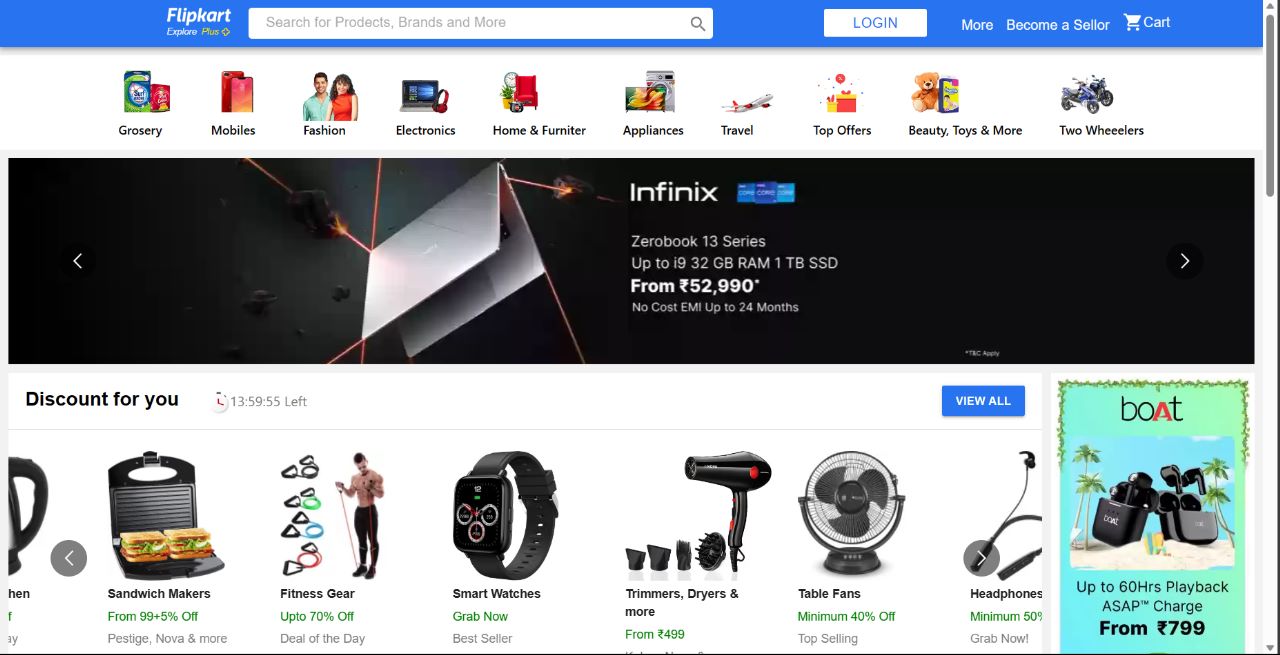 Flipkart
Explore Plus
Search for Prodects, Brands and More
LOGIN
More
Become a Sellor
Cart
Grosery
Mobiles
Fashion
Electronics
Home & Furniter
Appliances
Travel
Top Offers
Beauty, Toys & More
Two Wheeelers
Infinix
CORE CORE CORE
Zerobook 13 Series
Up to i9 32 GB RAM 1 TB SSD
From ₹52,990*
No Cost EMI Up to 24 Months
*T&C Apply
Discount for you
13:59:55 Left
VIEW ALL
hen
f
ay
Sandwich Makers
From 99+5% Off
Pestige, Nova & more
Fitness Gear
Upto 70% Off
Deal of the Day
Smart Watches
Grab Now
Best Seller
Trimmers, Dryers &
more
From ₹499
Table Fans
Minimum 40% Off
Top Selling
Headphones
Minimum 50%
Grab Now!
boAt
boAt
Up to 60Hrs Playback
ASAP™ Charge
From ₹799